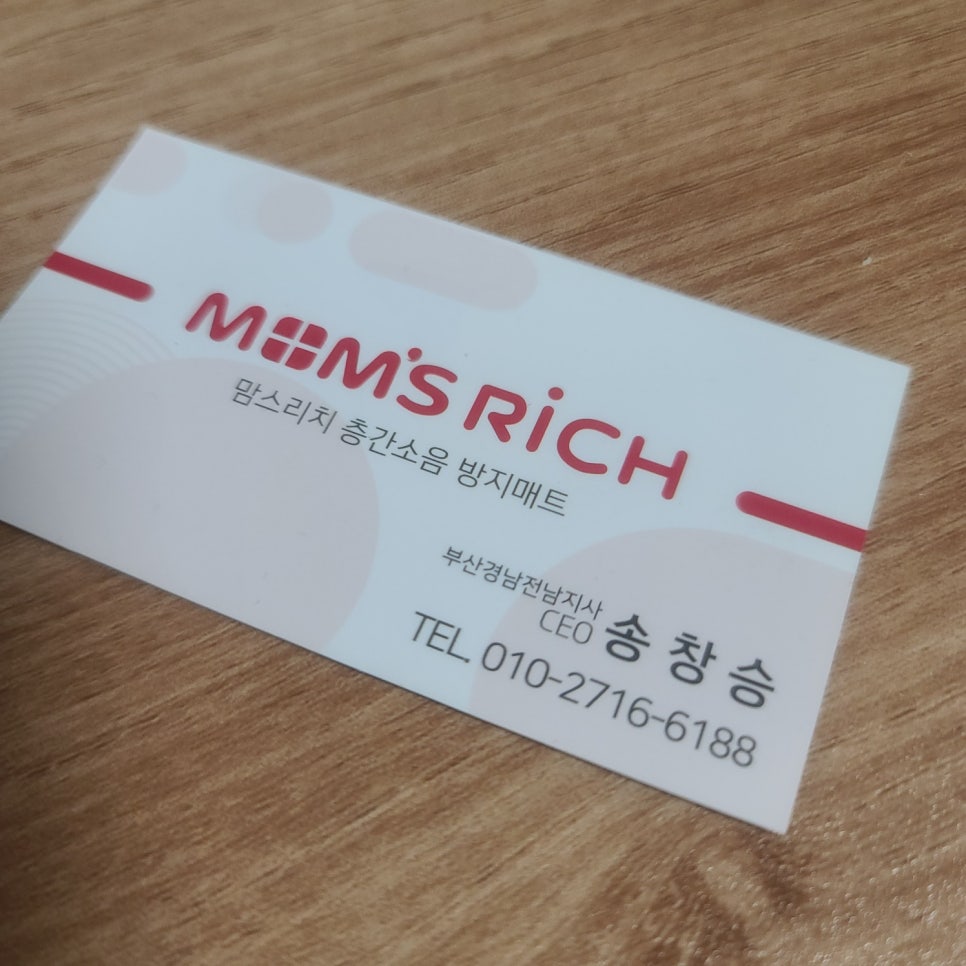 MOM'S RiCH
맘스리치 층간소음 방지매트
부산경남전남지사
CEO 송창승
TEL. 010-2716-6188